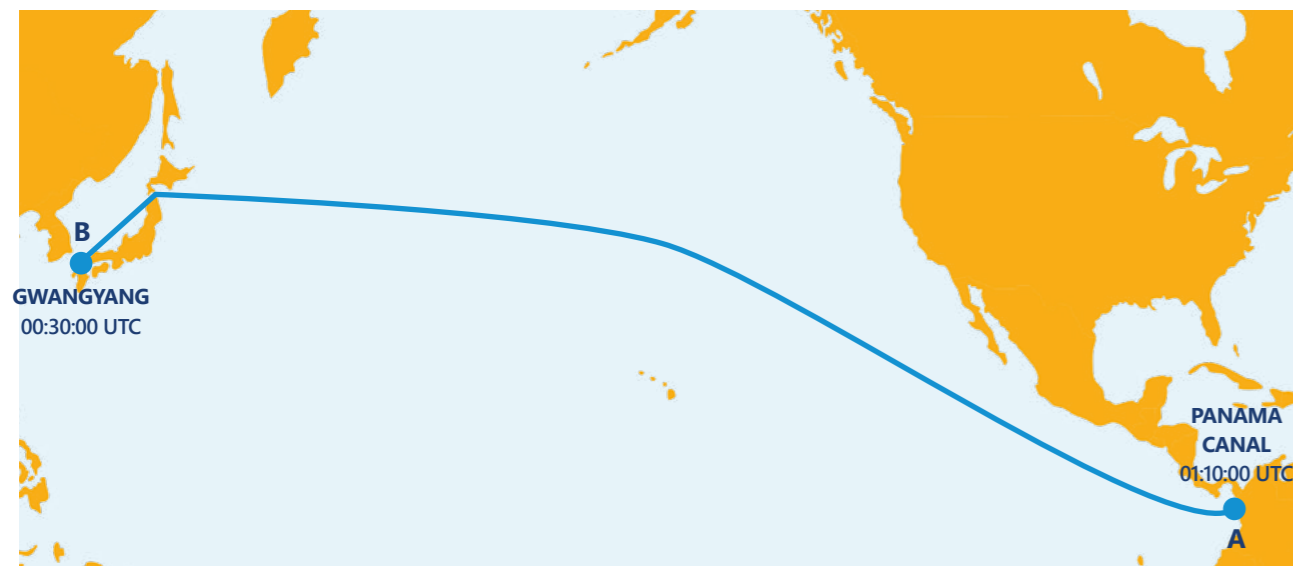 B
GWANGYANG
00:30:00 UTC
PANAMA
CANAL
01:10:00 UTC
A